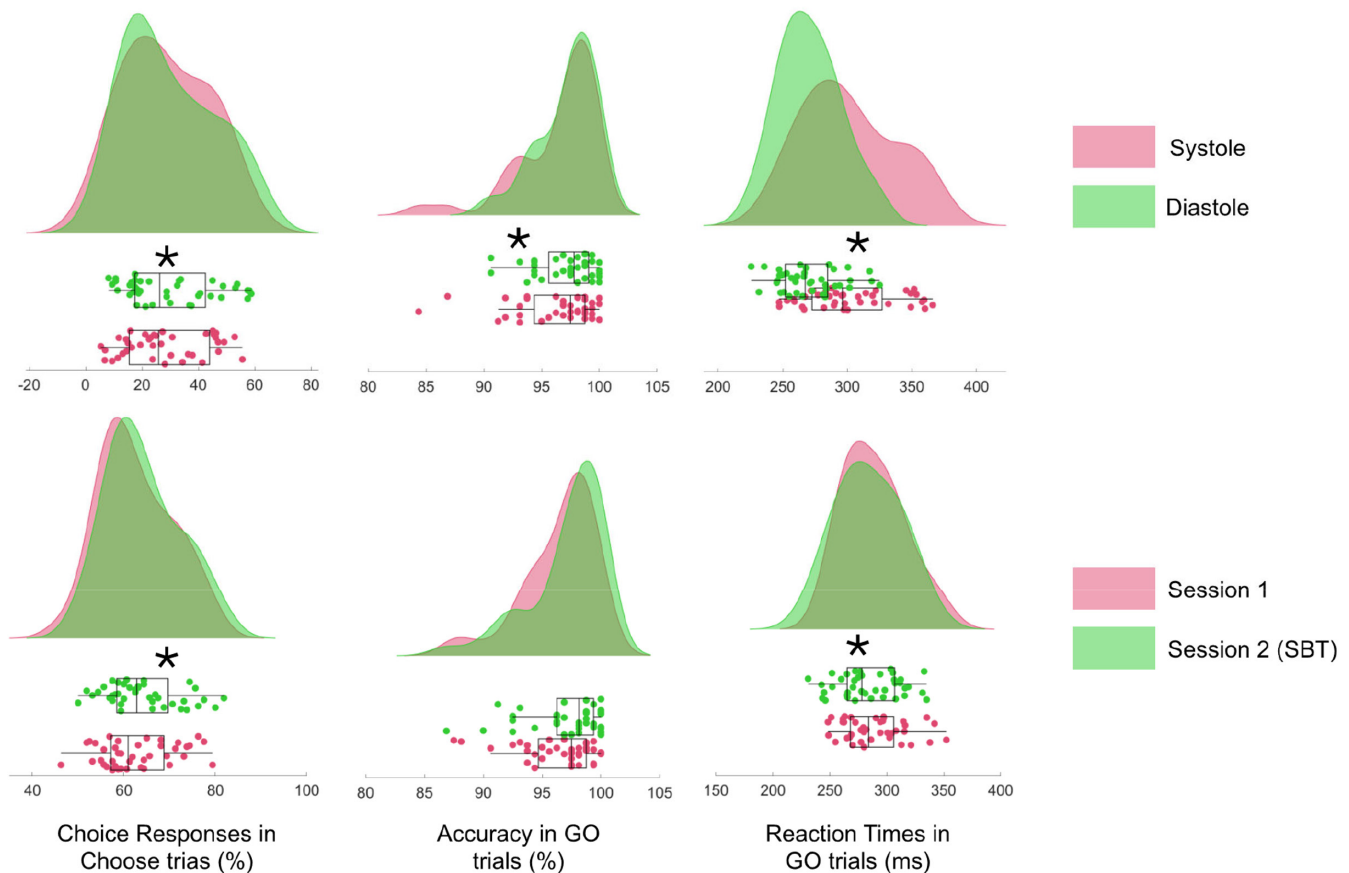 Systole
Diastole
*
*
*
-20 0 20 40 60 80
80 85 90 95 100 105
200 250 300 350 400
Session 1
Session 2 (SBT)
*
*
40 60 80 100
80 85 90 95 100 105
150 200 250 300 350 400
Choice Responses in
Choose trias (%)
Accuracy in GO
trials (%)
Reaction Times in
GO trials (ms)